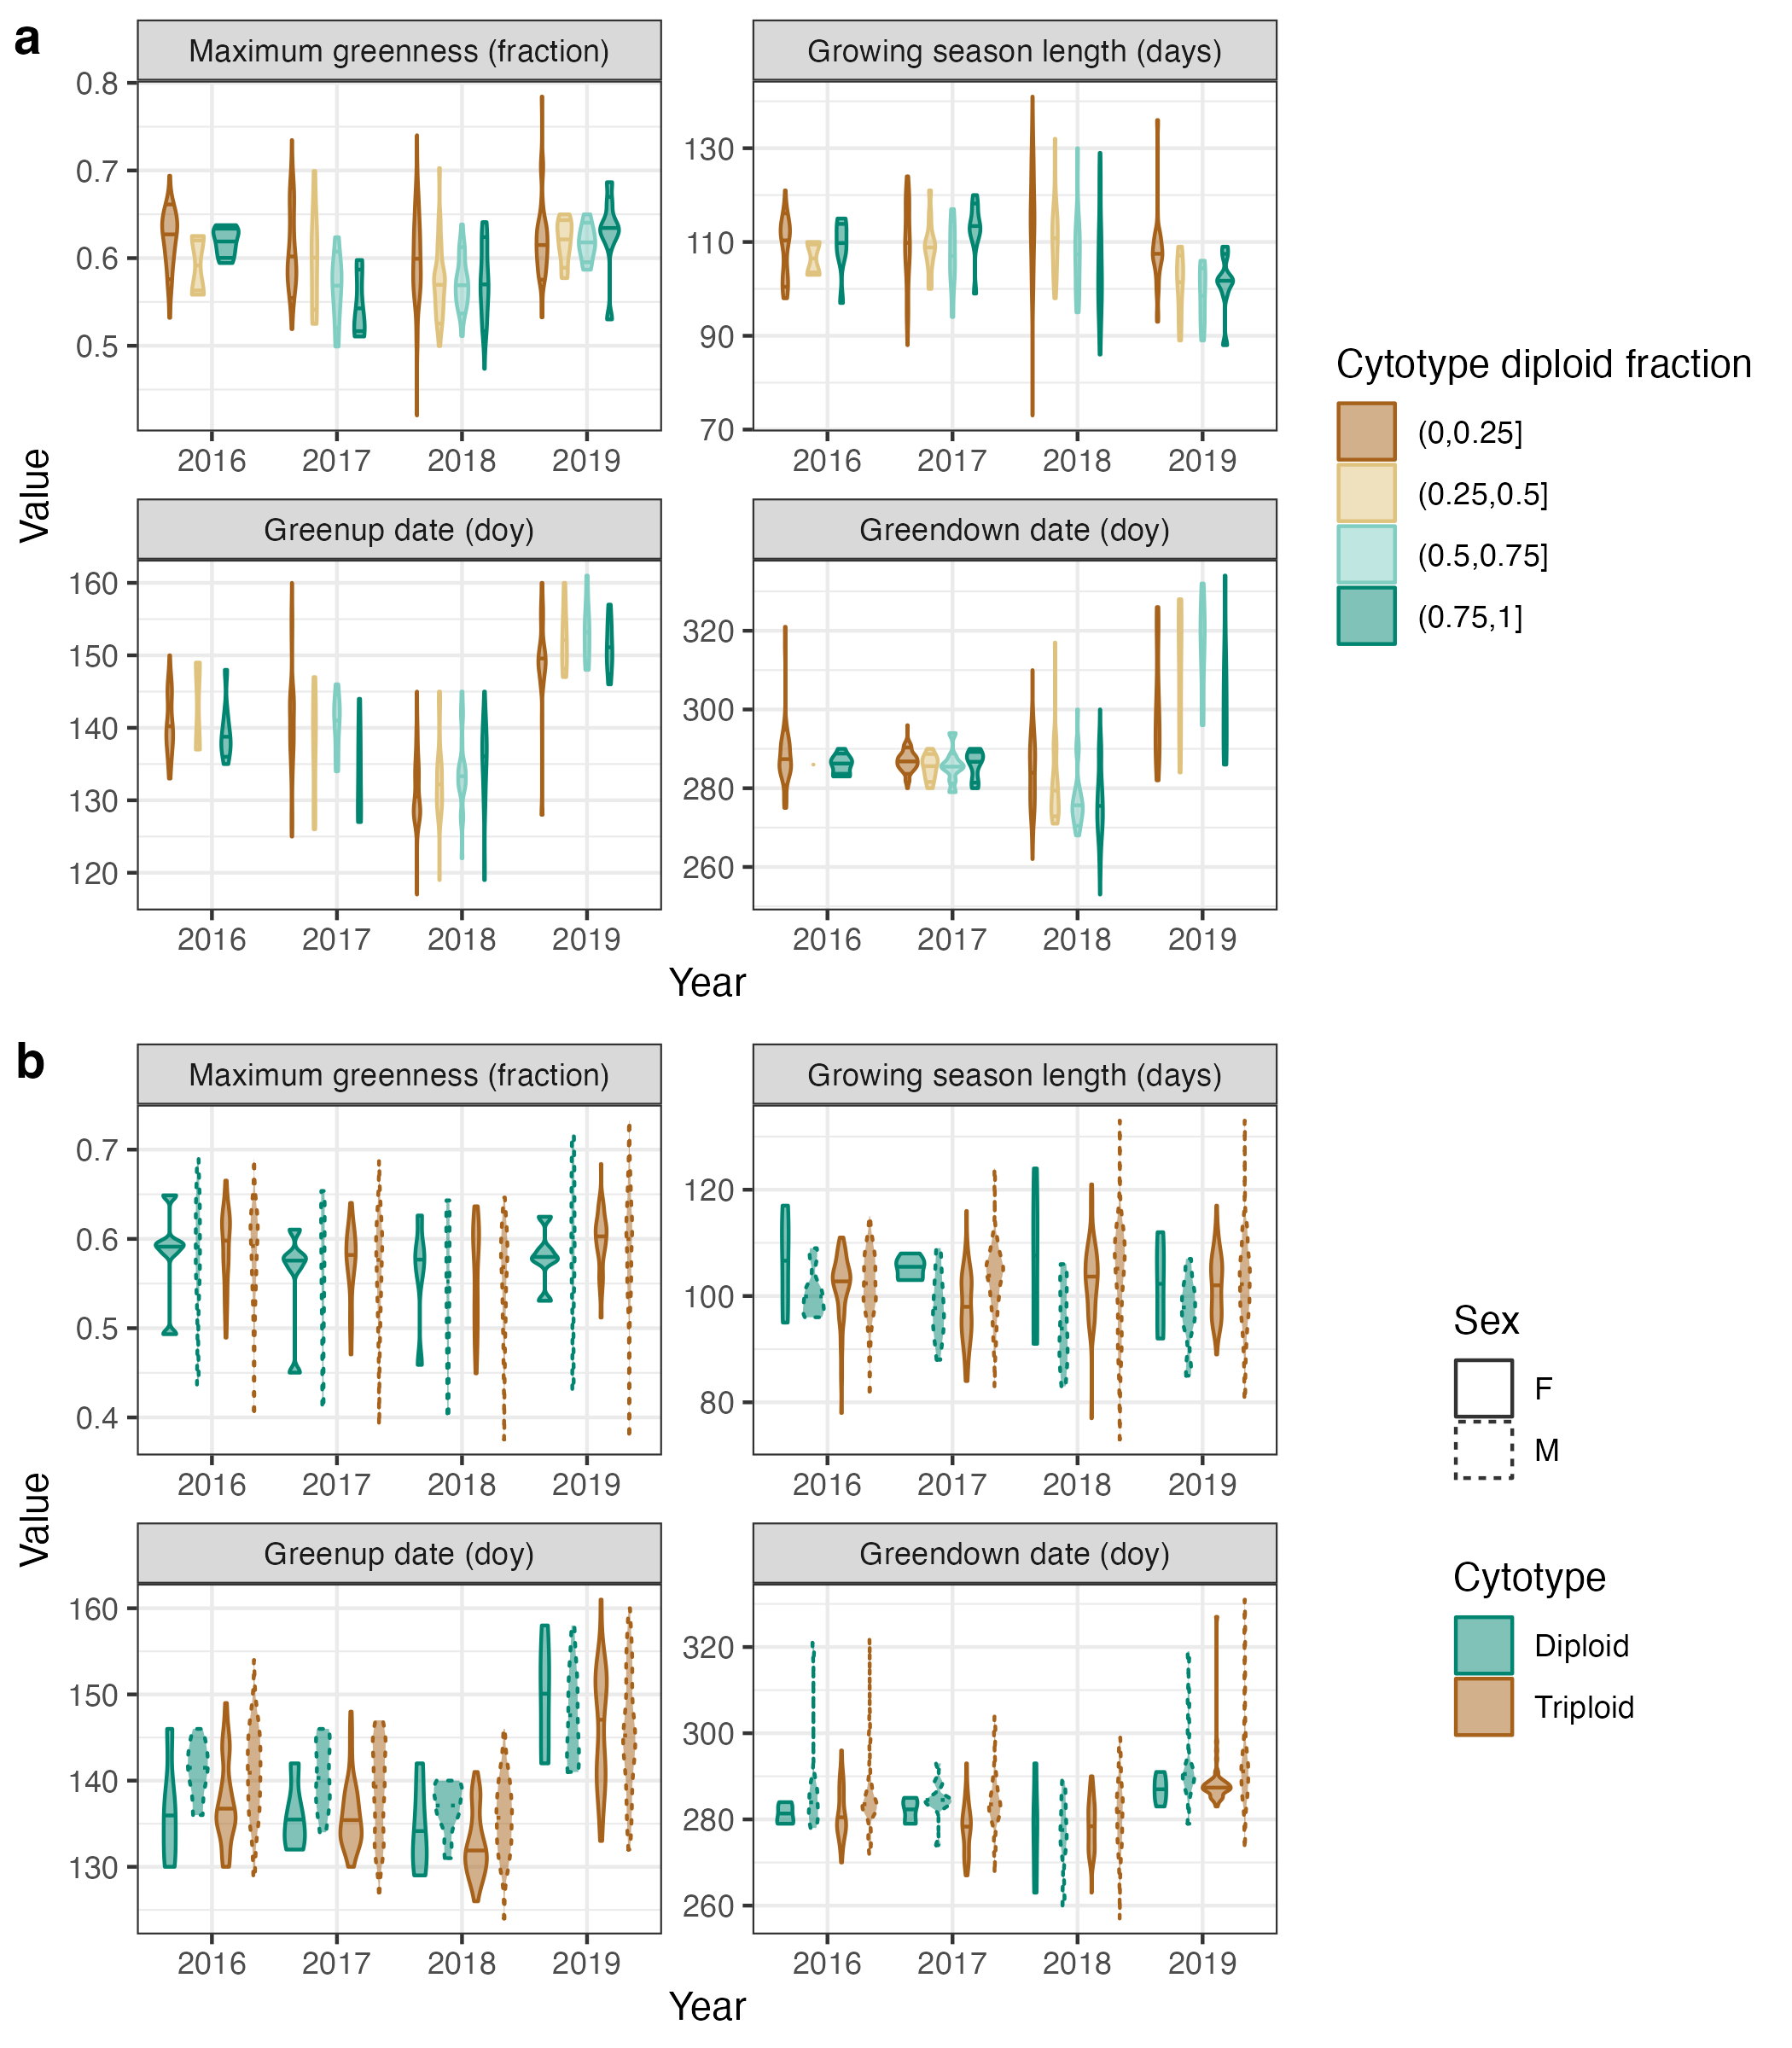 a
Maximum greenness (fraction)
Growing season length (days)
0.8
0.7
0.6
0.5
130
110
90
70
2016 2017 2018 2019
2016 2017 2018 2019
Greenup date (doy)
Greendown date (doy)
160
150
140
130
120
320
300
280
260
2016 2017 2018 2019
2016 2017 2018 2019
Value
Year
Cytotype diploid fraction
(0,0.25]
(0.25,0.5]
(0.5,0.75]
(0.75,1]
b
Maximum greenness (fraction)
Growing season length (days)
0.7
0.6
0.5
0.4
120
100
80
2016 2017 2018 2019
2016 2017 2018 2019
Greenup date (doy)
Greendown date (doy)
160
150
140
130
320
300
280
260
2016 2017 2018 2019
2016 2017 2018 2019
Value
Year
Sex
F
M
Cytotype
Diploid
Triploid